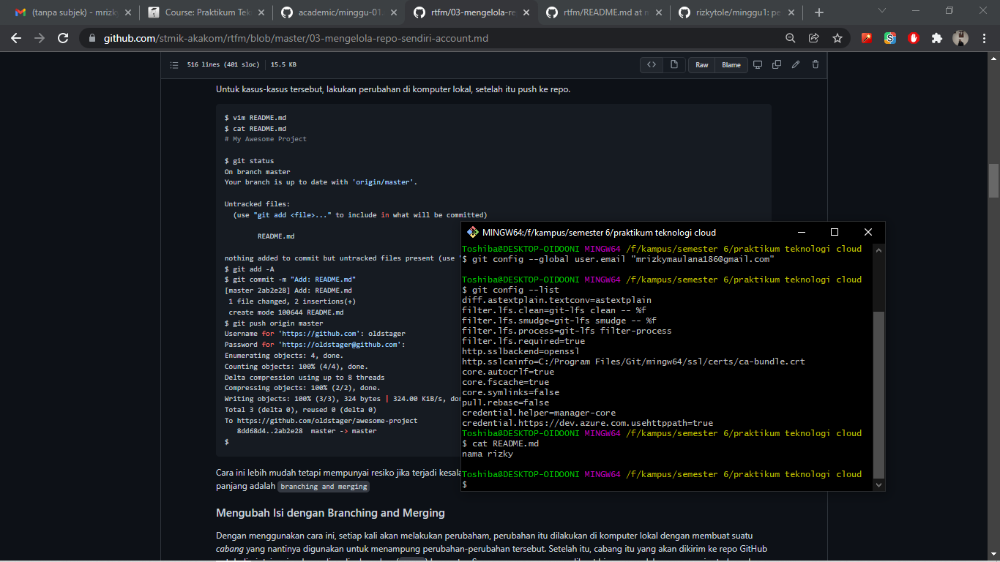 (tanpa subjek) - mrizky
Course: Praktikum Tek
academic/minggu-01.
rtfm/03-mengelola-re
rtfm/README.md at m
rizkytole/minggu1: pe
github.com/stmik-akakom/rtfm/blob/master/03-mengelola-repo-sendiri-account.md
516 lines (401 sloc) 15.5 KB
Raw Blame
Untuk kasus-kasus tersebut, lakukan perubahan di komputer lokal, setelah itu push ke repo.
$ vim README.md
$ cat README.md
# My Awesome Project
$ git status
On branch master
Your branch is up to date with 'origin/master'.
Untracked files:
(use "git add <file>..." to include in what will be committed)
README.md
nothing added to commit but untracked files present (use "
$ git add -A
$ git commit -m "Add: README.md"
[master 2ab2e28] Add: README.md
1 file changed, 2 insertions(+)
create mode 100644 README.md
$ git push origin master
Username for 'https://github.com': oldstager
Password for 'https://oldstager@github.com':
Enumerating objects: 4, done.
Counting objects: 100% (4/4), done.
Delta compression using up to 8 threads
Compressing objects: 100% (2/2), done.
Writing objects: 100% (3/3), 324 bytes | 324.00 KiB/s, don
Total 3 (delta 0), reused 0 (delta 0)
To https://github.com/oldstager/awesome-project
8dd68d4..2ab2e28 master -> master
$
Cara ini lebih mudah tetapi mempunyai resiko jika terjadi kesala
panjang adalah branching and merging
Mengubah Isi dengan Branching and Merging
Dengan menggunakan cara ini, setiap kali akan melakukan perubaham, perubahan itu dilakukan di komputer lokal dengan membuat suatu
cabang yang nantinya digunakan untuk menampung perubahan-perubahan tersebut. Setelah itu, cabang itu yang akan dikirim ke repo GitHub
MINGW64:/f/kampus/semester 6/praktikum teknologi cloud
Toshiba@DESKTOP-OIDOONI MINGW64 /f/kampus/semester 6/praktikum teknologi cloud
$ git config --global user.email "mrizkymaulana186@gmail.com"
Toshiba@DESKTOP-OIDOONI MINGW64 /f/kampus/semester 6/praktikum teknologi cloud
$ git config --list
diff.astextplain.textconv=astextplain
filter.lfs.clean=git-lfs clean -- %f
filter.lfs.smudge=git-lfs smudge -- %f
filter.lfs.process=git-lfs filter-process
filter.lfs.required=true
http.sslbackend=openssl
http.sslcainfo=C:/Program Files/Git/mingw64/ssl/certs/ca-bundle.crt
core.autocrlf=true
core.fscache=true
core.symlinks=false
pull.rebase=false
credential.helper=manager-core
credential.https://dev.azure.com.usehttppath=true
Toshiba@DESKTOP-OIDOONI MINGW64 /f/kampus/semester 6/praktikum teknologi cloud
$ cat README.md
nama rizky
Toshiba@DESKTOP-OIDOONI MINGW64 /f/kampus/semester 6/praktikum teknologi cloud
$